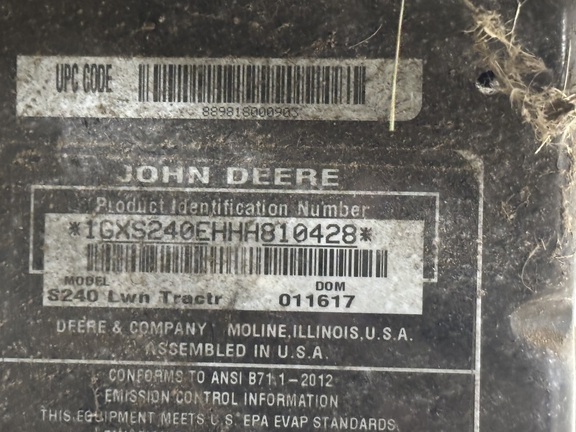 UPC CODE
889818000903
JOHN DEERE
Product Identification Number
*1GXS240EHHHA810428*
MODEL DOM
S240 Lwn Tractr 011617
DEERE & COMPANY MOLINE, ILLINOIS, U.S.A.
ASSEMBLED IN U.S.A.
CONFORMS TO ANSI B71.1-2012
EMISSION CONTROL INFORMATION
THIS EQUIPMENT MEETS U.S. EPA EVAP STANDARDS